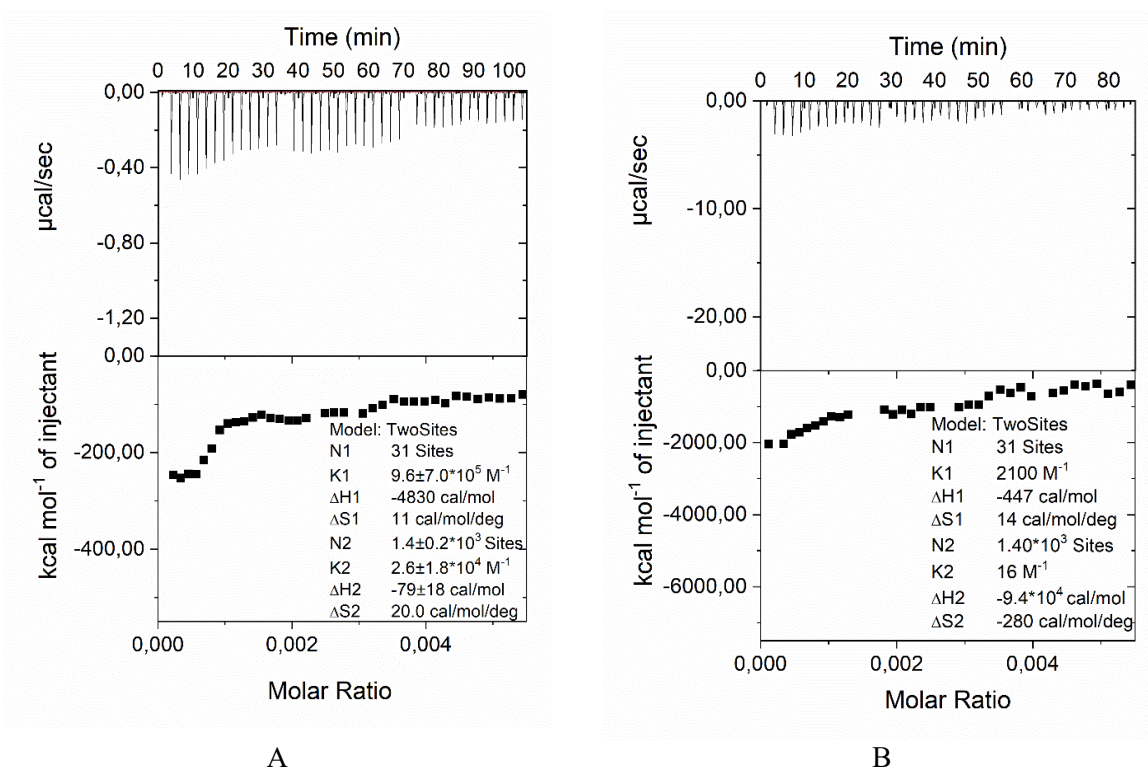 Time (min)
0 10 20 30 40 50 60 70 80 90 100
0,00
-0,40
-0,80
-1,20
µcal/sec
0,00
-200,00
-400,00
kcal mol⁻¹ of injectant
Model: TwoSites
N1 31 Sites
K1 9.6±7.0*10⁵ M⁻¹
ΔH1 -4830 cal/mol
ΔS1 11 cal/mol/deg
N2 1.4±0.2*10³ Sites
K2 2.6±1.8*10⁴ M⁻¹
ΔH2 -79±18 cal/mol
ΔS2 20.0 cal/mol/deg
0,000 0,002 0,004
Molar Ratio
A
Time (min)
0 10 20 30 40 50 60 70 80
0,00
-10,00
-20,00
µcal/sec
0,00
-2000,00
-4000,00
-6000,00
kcal mol⁻¹ of injectant
Model: TwoSites
N1 31 Sites
K1 2100 M⁻¹
ΔH1 -447 cal/mol
ΔS1 14 cal/mol/deg
N2 1.40*10³ Sites
K2 16 M⁻¹
ΔH2 -9.4*10⁴ cal/mol
ΔS2 -280 cal/mol/deg
0,000 0,002 0,004
Molar Ratio
B